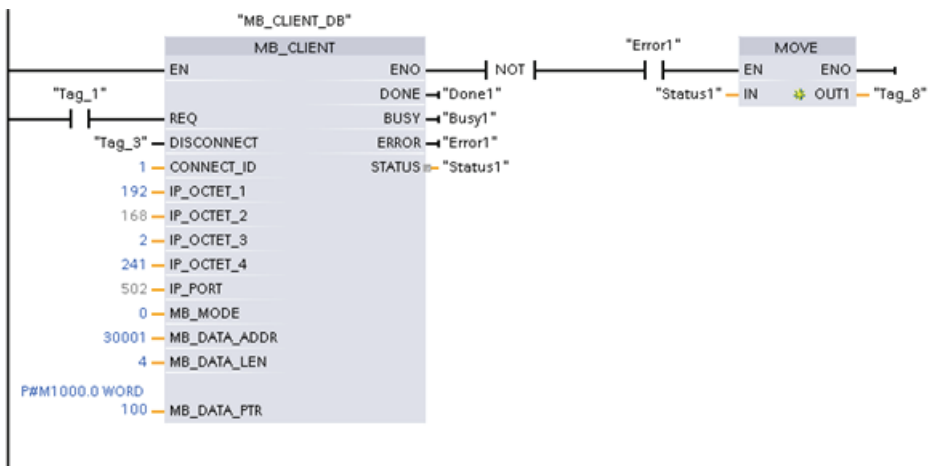 "MB_CLIENT_DB"
MB_CLIENT
"Error1"
MOVE
EN ENO NOT EN ENO
"Tag_1" DONE "Done1" "Status1" IN OUT1 "Tag_8"
REQ BUSY "Busy1"
"Tag_3" DISCONNECT ERROR "Error1"
1 CONNECT_ID STATUS "Status1"
192 IP_OCTET_1
168 IP_OCTET_2
2 IP_OCTET_3
241 IP_OCTET_4
502 IP_PORT
0 MB_MODE
30001 MB_DATA_ADDR
4 MB_DATA_LEN
P#M1000.0 WORD
100 MB_DATA_PTR